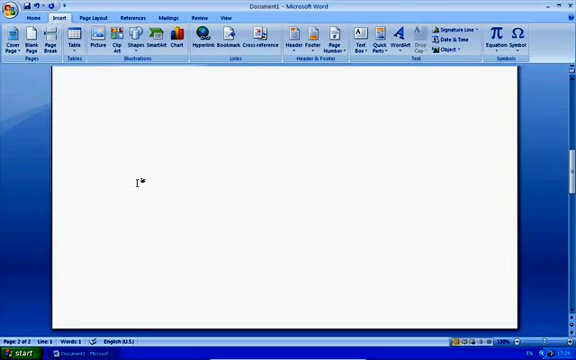 Document1 - Microsoft Word
Home Insert Page Layout References Mailings Review View
Cover Page Blank Page Page Break Table Picture Clip Art Shapes SmartArt Chart Hyperlink Bookmark Cross-reference Header Footer Page Number Text Box Quick Parts WordArt Drop Cap Signature Line Date & Time Object Equation Symbol
Pages Tables Illustrations Links Header & Footer Text Symbols
Page: 2 of 2 Line: 1 Words: 1 English (U.S.) 130%
start Document1 - Microsof... EN